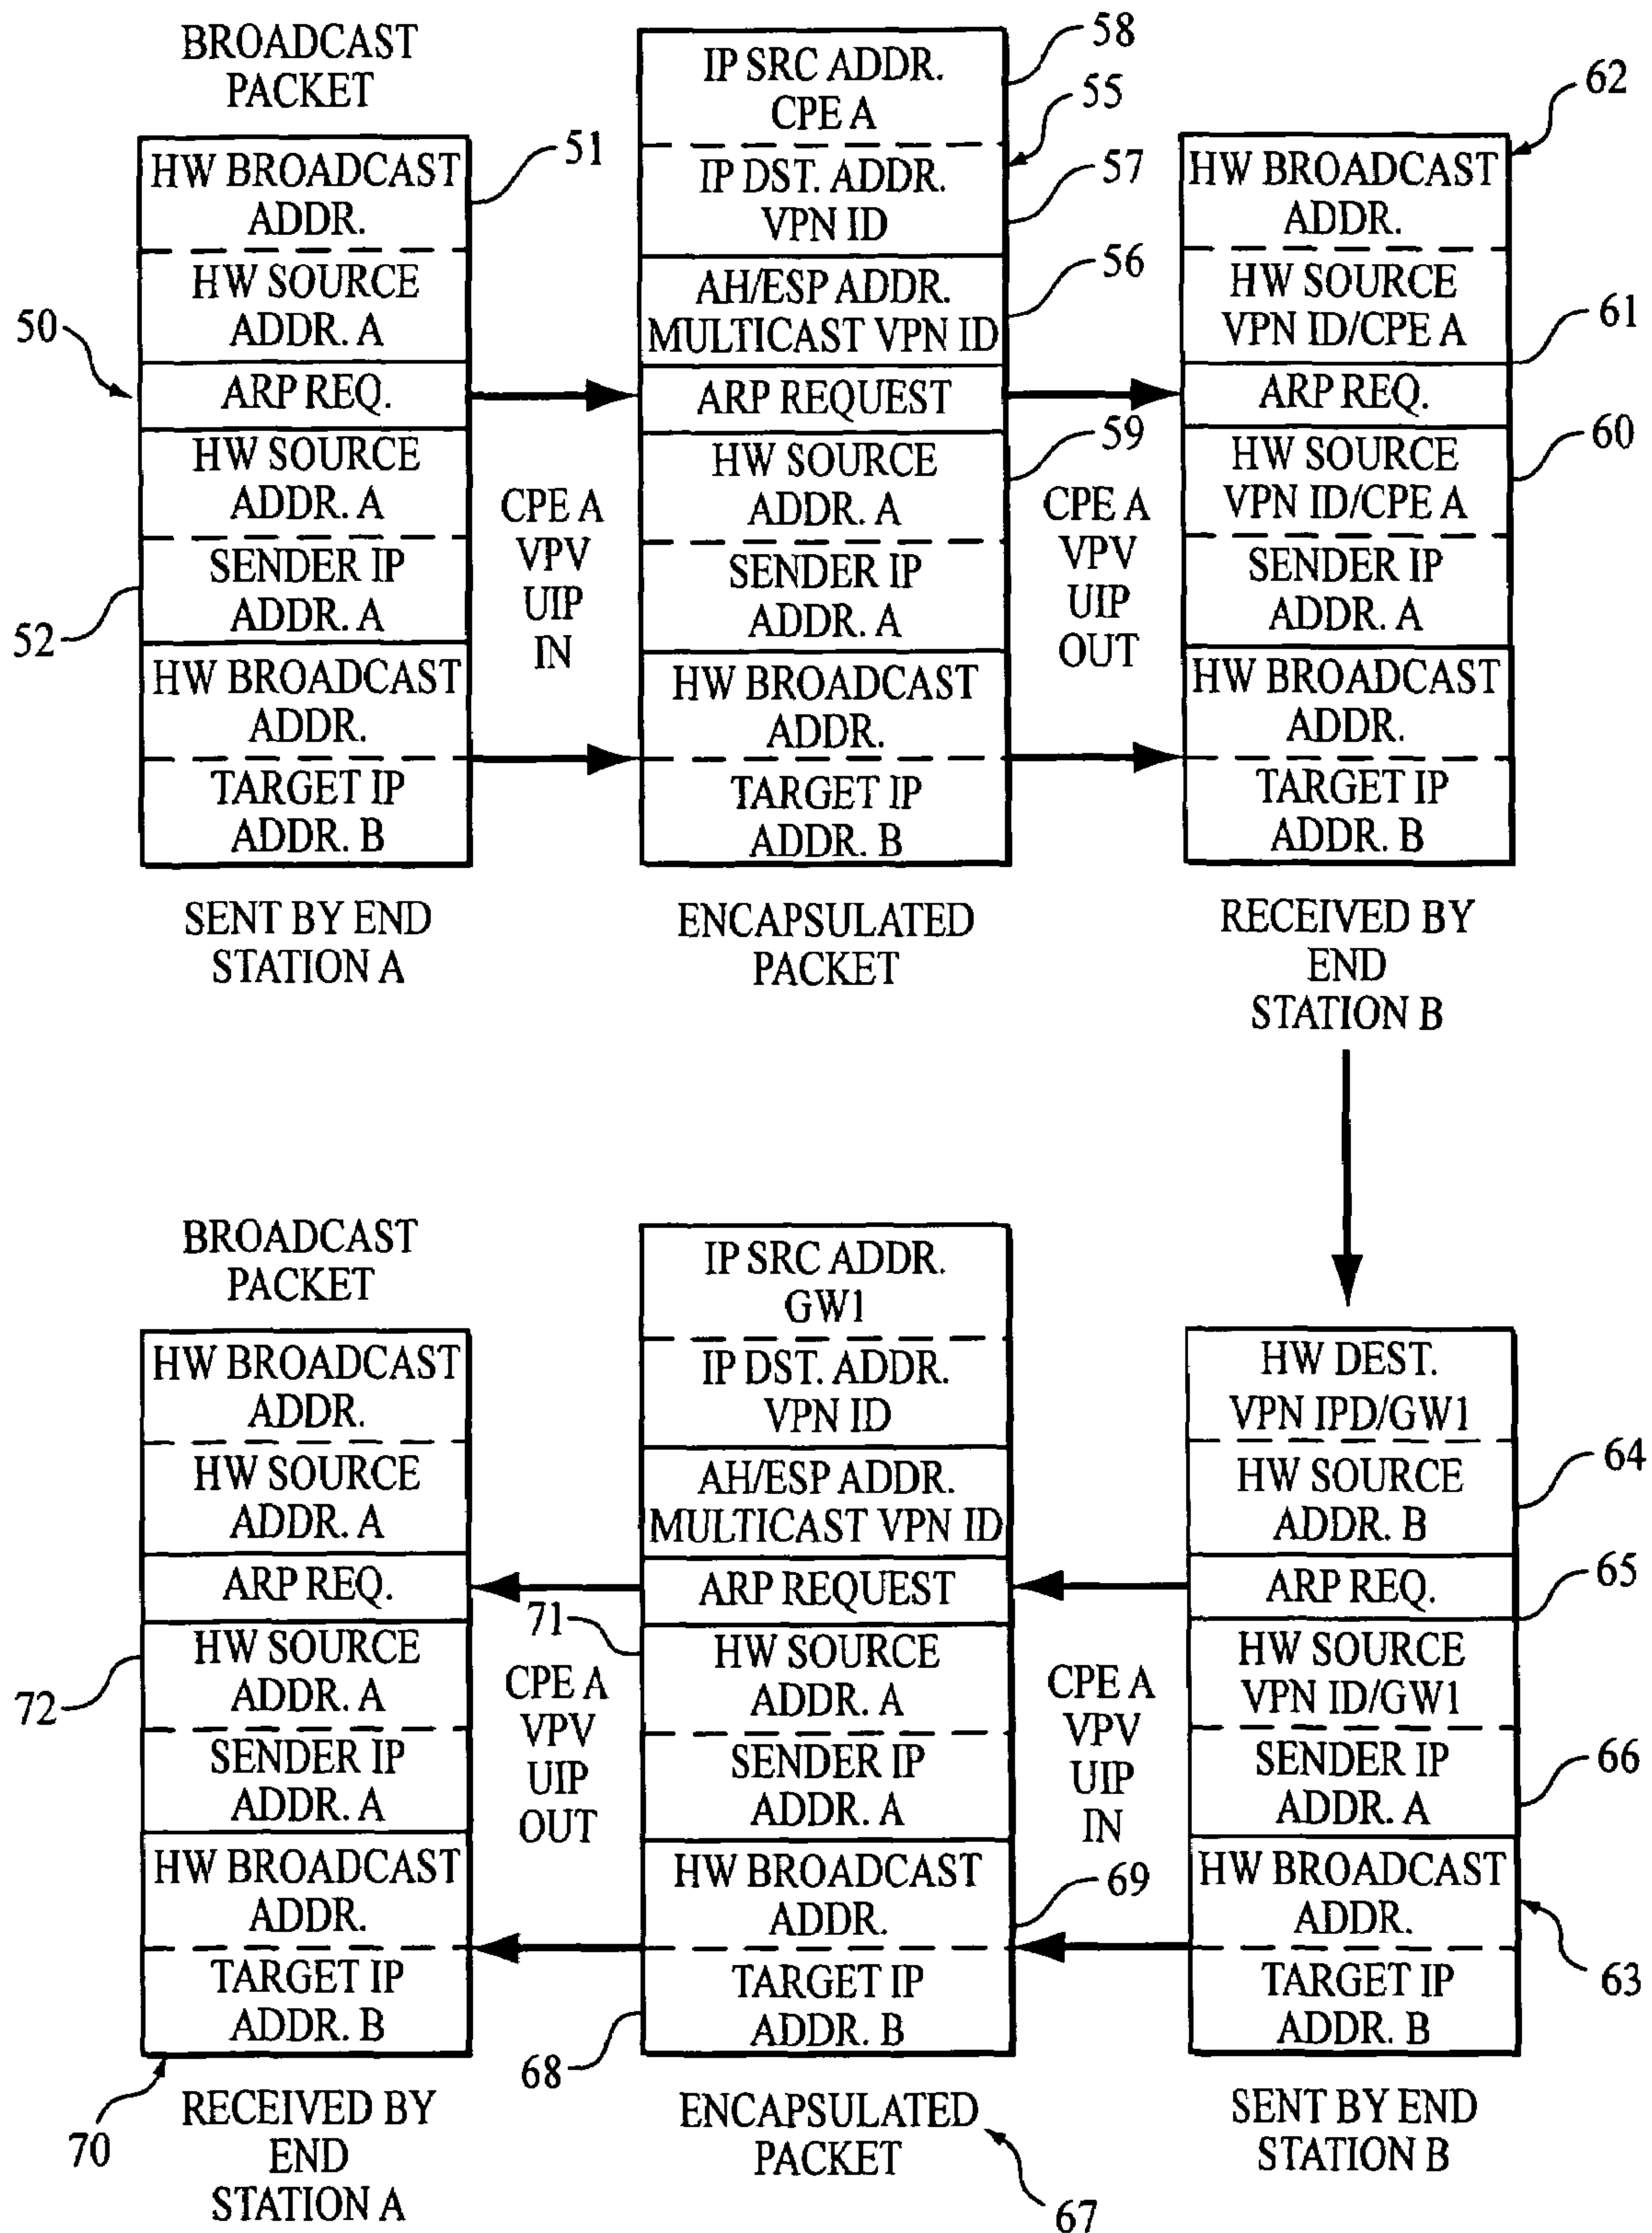 BROADCAST
PACKET
HW BROADCAST
ADDR.
HW SOURCE
ADDR. A
ARP REQ.
HW SOURCE
ADDR. A
SENDER IP
ADDR. A
HW BROADCAST
ADDR.
TARGET IP
ADDR. B
SENT BY END
STATION A
50
51
52
CPE A
VPV
UIP
IN
IP SRC ADDR.
CPE A
IP DST. ADDR.
VPN ID
AH/ESP ADDR.
MULTICAST VPN ID
ARP REQUEST
HW SOURCE
ADDR. A
SENDER IP
ADDR. A
HW BROADCAST
ADDR.
TARGET IP
ADDR. B
ENCAPSULATED
PACKET
58
55
57
56
59
CPE A
VPV
UIP
OUT
HW BROADCAST
ADDR.
HW SOURCE
VPN ID/CPE A
ARP REQ.
HW SOURCE
VPN ID/CPE A
SENDER IP
ADDR. A
HW BROADCAST
ADDR.
TARGET IP
ADDR. B
RECEIVED BY
END
STATION B
62
61
60
HW DEST.
VPN IPD/GW1
HW SOURCE
ADDR. B
ARP REQ.
HW SOURCE
VPN ID/GW1
SENDER IP
ADDR. A
HW BROADCAST
ADDR.
TARGET IP
ADDR. B
SENT BY END
STATION B
64
65
66
63
CPE A
VPV
UIP
IN
IP SRC ADDR.
GW1
IP DST. ADDR.
VPN ID
AH/ESP ADDR.
MULTICAST VPN ID
ARP REQUEST
HW SOURCE
ADDR. A
SENDER IP
ADDR. A
HW BROADCAST
ADDR.
TARGET IP
ADDR. B
ENCAPSULATED
PACKET
71
69
68
67
CPE A
VPV
UIP
OUT
BROADCAST
PACKET
HW BROADCAST
ADDR.
HW SOURCE
ADDR. A
ARP REQ.
HW SOURCE
ADDR. A
SENDER IP
ADDR. A
HW BROADCAST
ADDR.
TARGET IP
ADDR. B
RECEIVED BY
END
STATION A
72
70